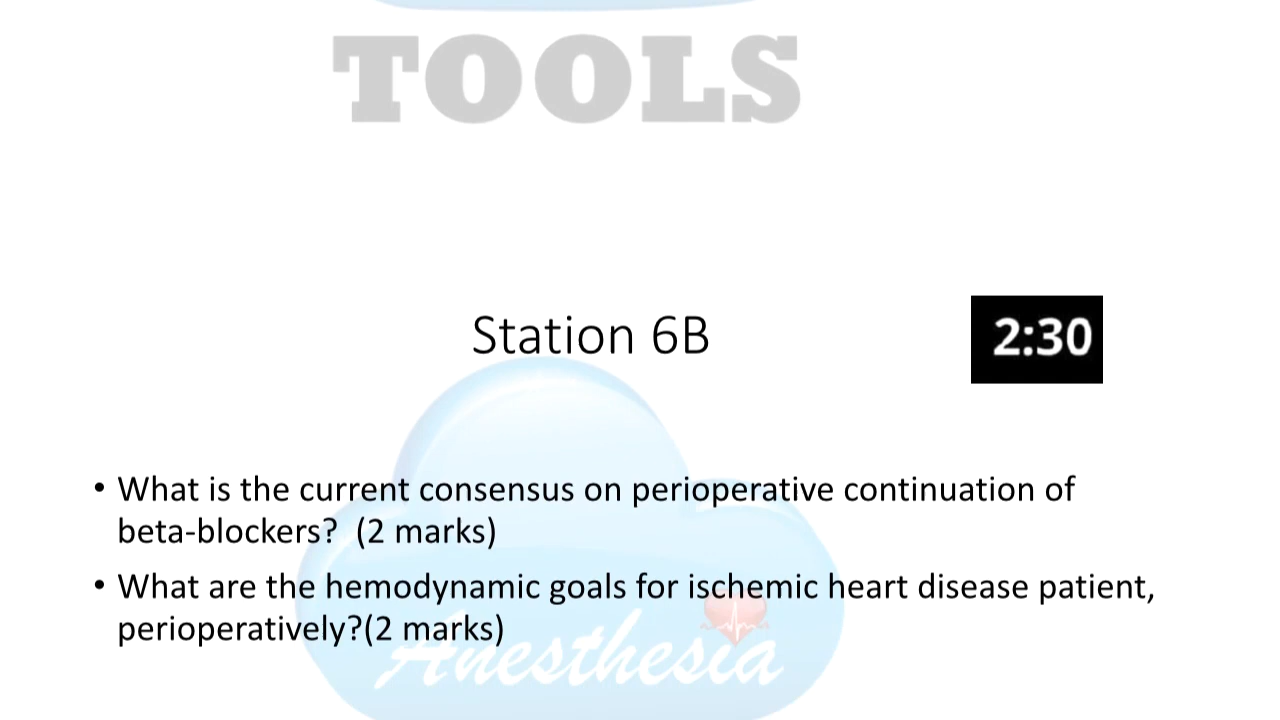 TOOLS
Station 6B
2:30
• What is the current consensus on perioperative continuation of
beta-blockers?  (2 marks)
• What are the hemodynamic goals for ischemic heart disease patient,
perioperatively?(2 marks)
Anesthesia